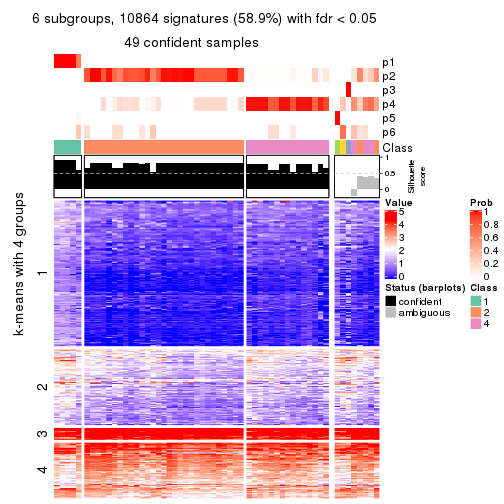 6 subgroups, 10864 signatures (58.9%) with fdr < 0.05
49 confident samples
p1
p2
p3
p4
p5
p6
Class
1
0.5
0
Silhouette
score
k-means with 4 groups
1
2
3
4
Value
5
4
3
2
1
0
Prob
1
0.8
0.6
0.4
0.2
0
Status (barplots)
confident
ambiguous
Class
1
2
4